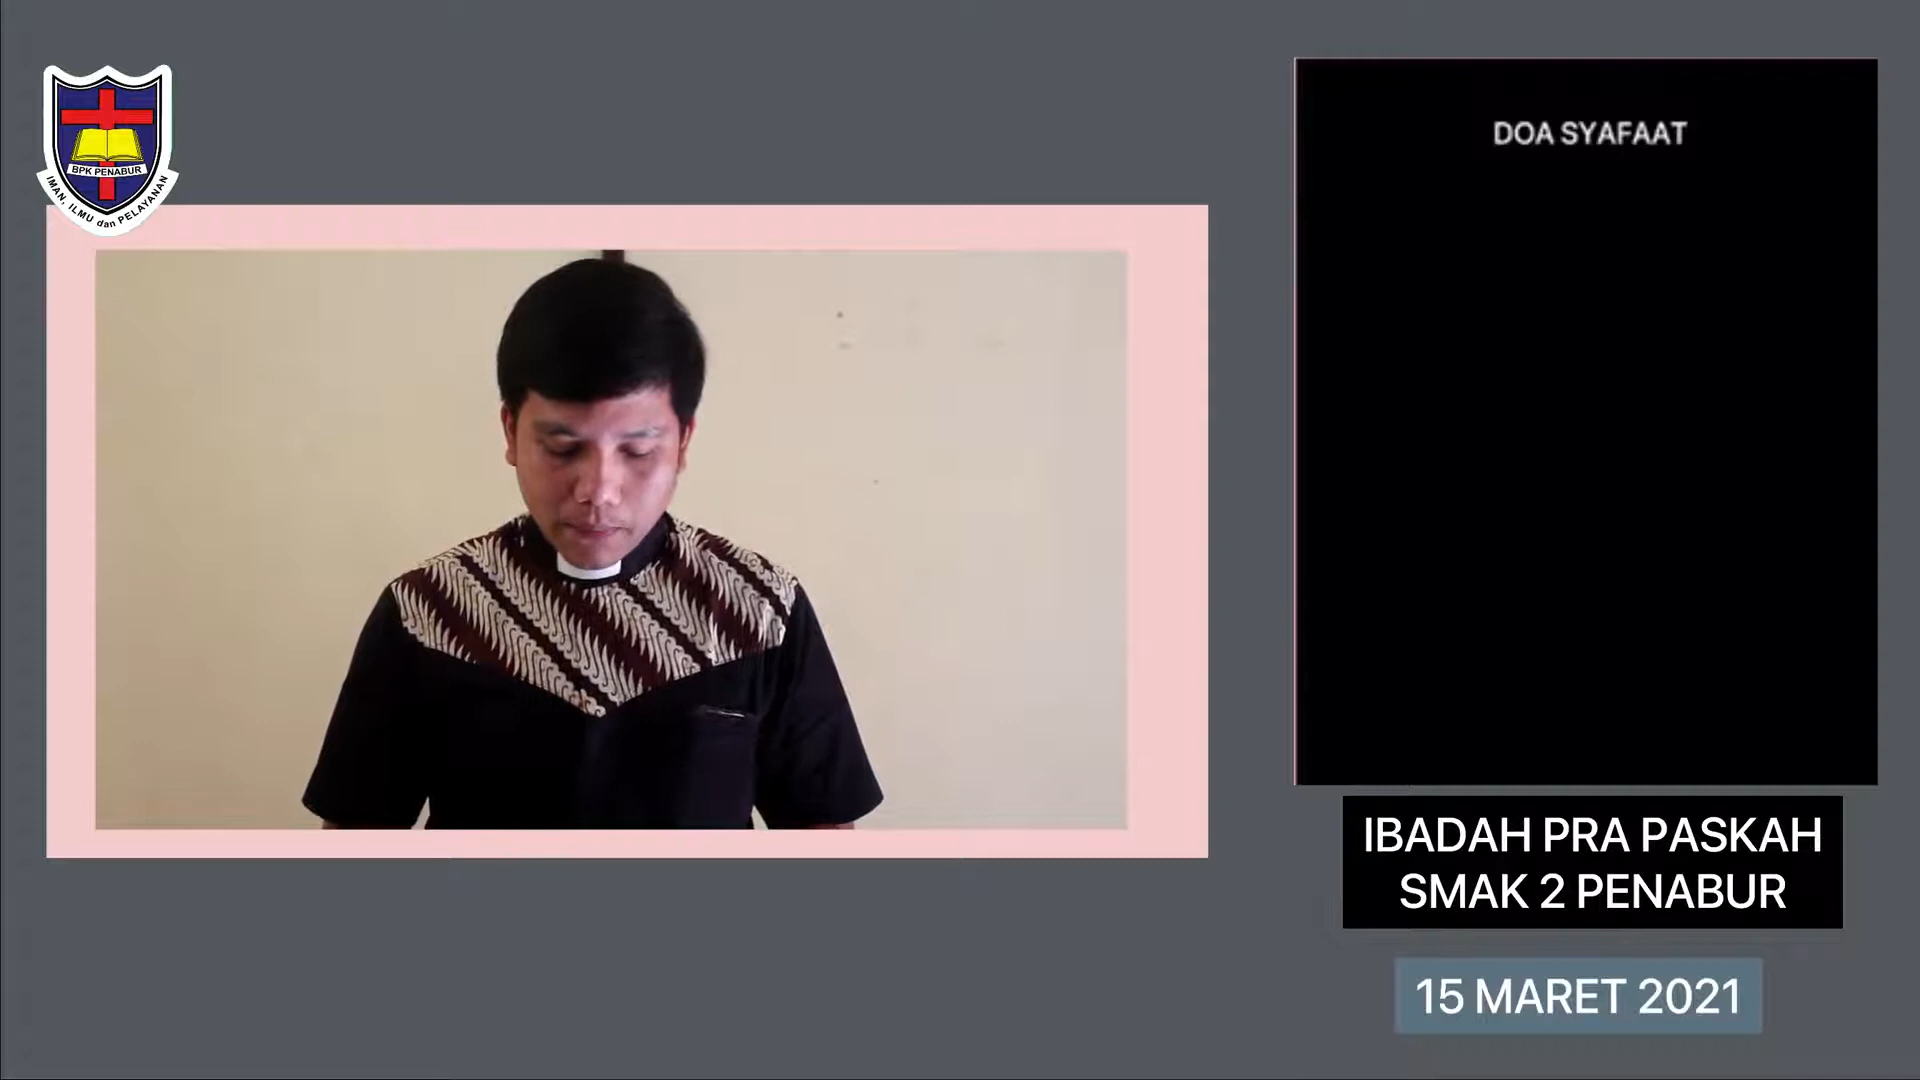 BPK PENABUR
IMAN, ILMU dan PELAYANAN
DOA SYAFAAT
IBADAH PRA PASKAH
SMAK 2 PENABUR
15 MARET 2021